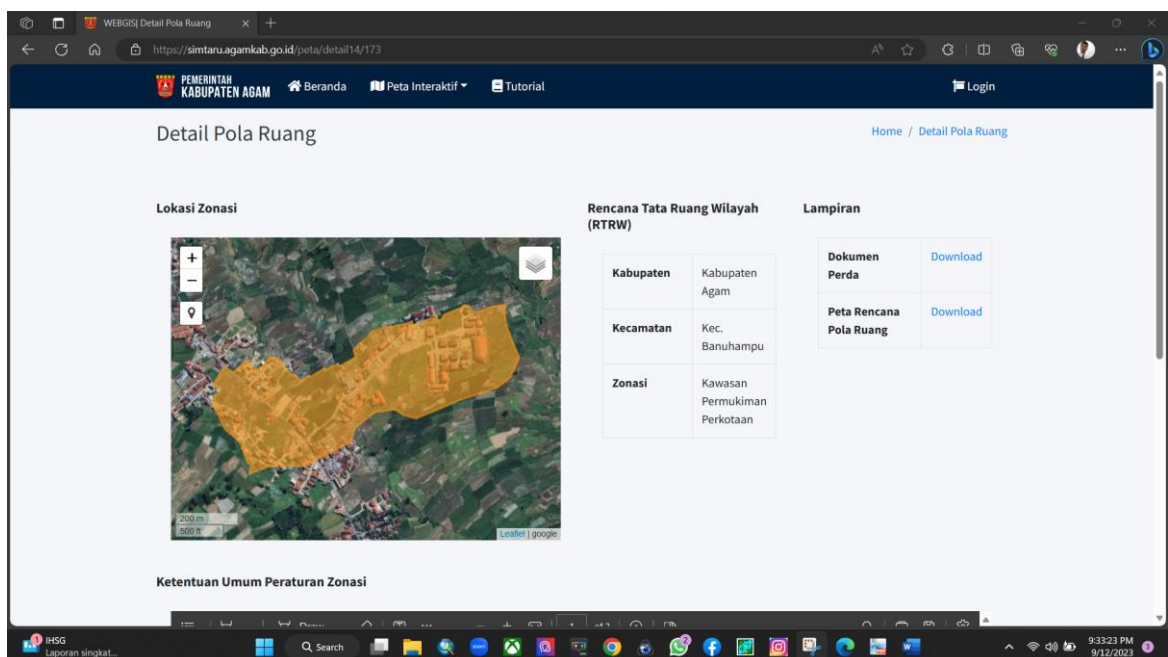 WEBGIS| Detail Pola Ruang
https://simtaru.agamkab.go.id/peta/detail14/173
PEMERINTAH
KABUPATEN AGAM
Beranda
Peta Interaktif
Tutorial
Login
Detail Pola Ruang
Home / Detail Pola Ruang
Lokasi Zonasi
+
−
200 m
500 ft
Leaflet | google
Rencana Tata Ruang Wilayah
(RTRW)
Kabupaten
Kabupaten
Agam
Kecamatan
Kec.
Banuhampu
Zonasi
Kawasan
Permukiman
Perkotaan
Lampiran
Dokumen
Perda
Download
Peta Rencana
Pola Ruang
Download
Ketentuan Umum Peraturan Zonasi
1
IHSG
Laporan singkat...
Search
zoom
2
9:33:23 PM
9/12/2023